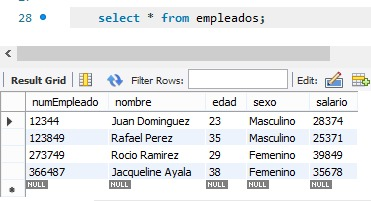 28 select * from empleados;
Result Grid Filter Rows: Edit:
numEmpleado nombre edad sexo salario
12344 Juan Dominguez 23 Masculino 28374
123849 Rafael Perez 35 Masculino 25371
273749 Rocio Ramirez 29 Femenino 39849
366487 Jacqueline Ayala 38 Femenino 35678
NULL NULL NULL NULL NULL